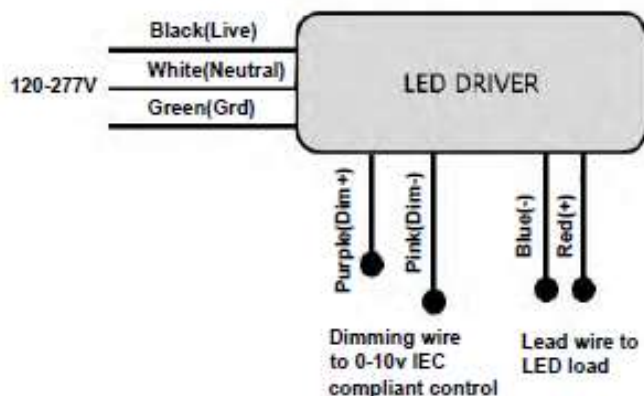 Black(Live)
White(Neutral)
120-277V
Green(Grd)
LED DRIVER
Purple(Dim+)
Pink(Dim-)
Blue(-)
Red(+)
Dimming wire
to 0-10v IEC
compliant control
Lead wire to
LED load